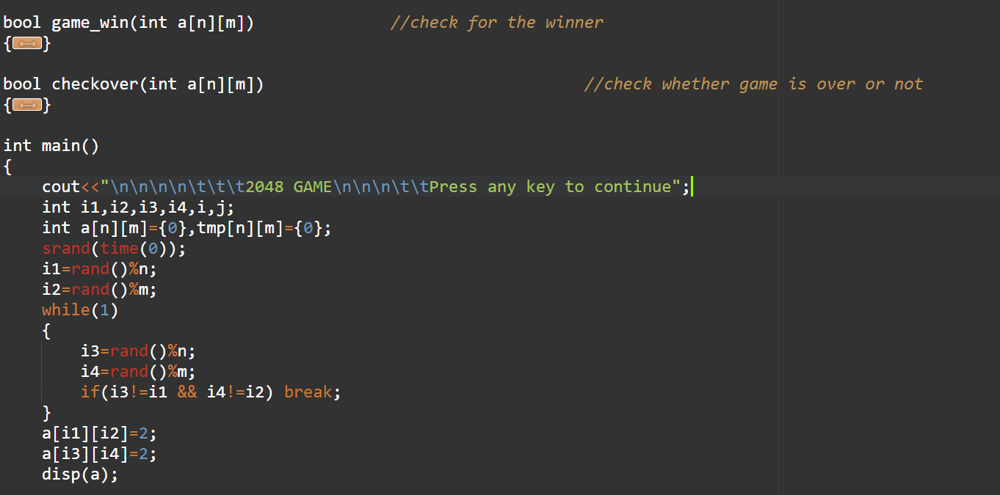 bool game_win(int a[n][m])                //check for the winner
{}
bool checkover(int a[n][m])                //check whether game is over or not
{}
int main()
{
    cout<<"\n\n\n\n\t\t\t2048 GAME\n\n\n\t\tPress any key to continue";
    int i1,i2,i3,i4,i,j;
    int a[n][m]={0},tmp[n][m]={0};
    srand(time(0));
    i1=rand()%n;
    i2=rand()%m;
    while(1)
    {
        i3=rand()%n;
        i4=rand()%m;
        if(i3!=i1 && i4!=i2) break;
    }
    a[i1][i2]=2;
    a[i3][i4]=2;
    disp(a);